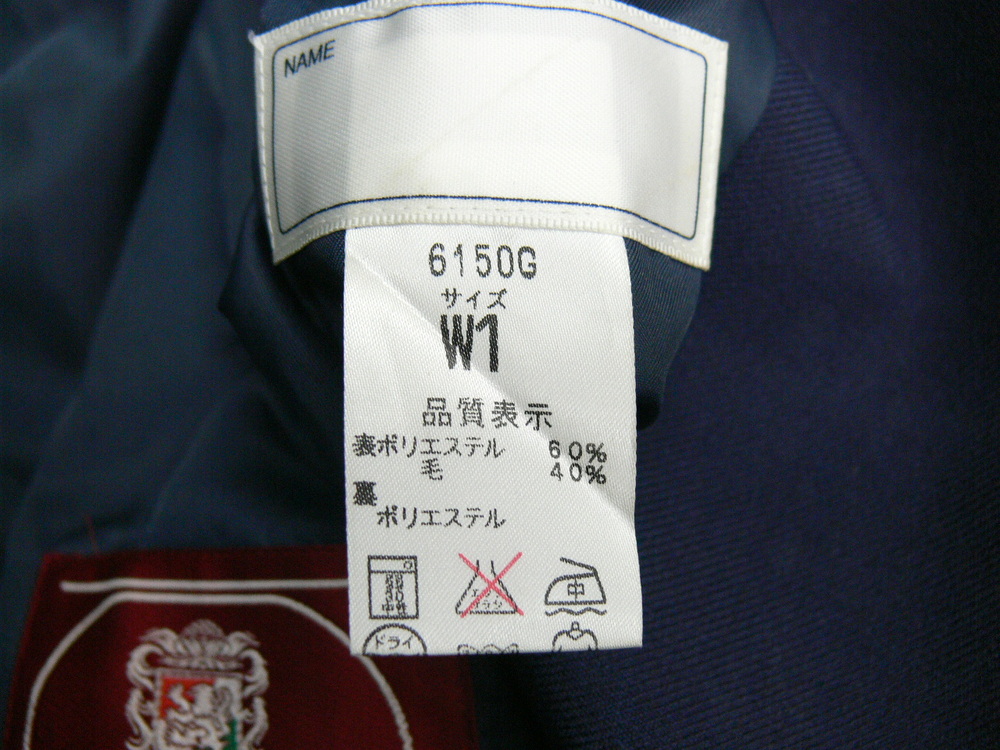 NAME
6150G
サイズ
W1
品質表示
表ポリエステル 60%
毛 40%
裏
ポリエステル
中
ドライ